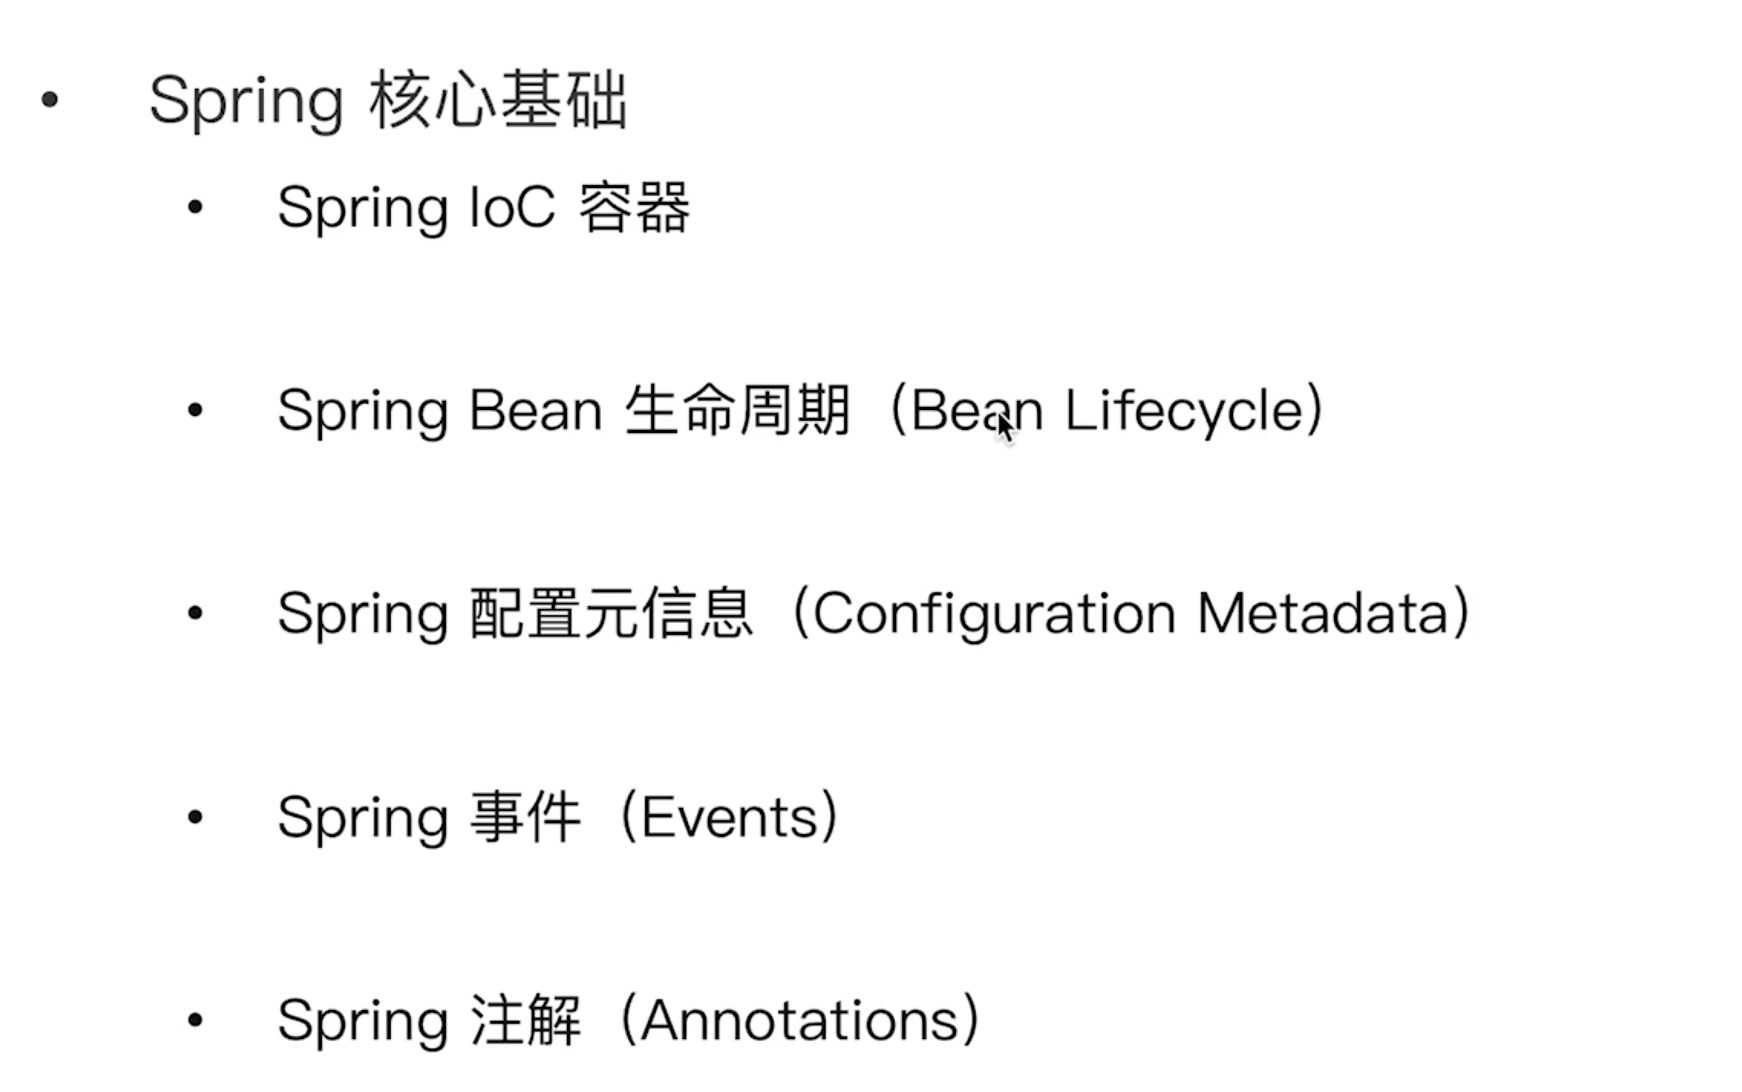 • Spring 核心基础
• Spring IoC 容器
• Spring Bean 生命周期（Bean Lifecycle）
• Spring 配置元信息（Configuration Metadata）
• Spring 事件（Events）
• Spring 注解（Annotations）